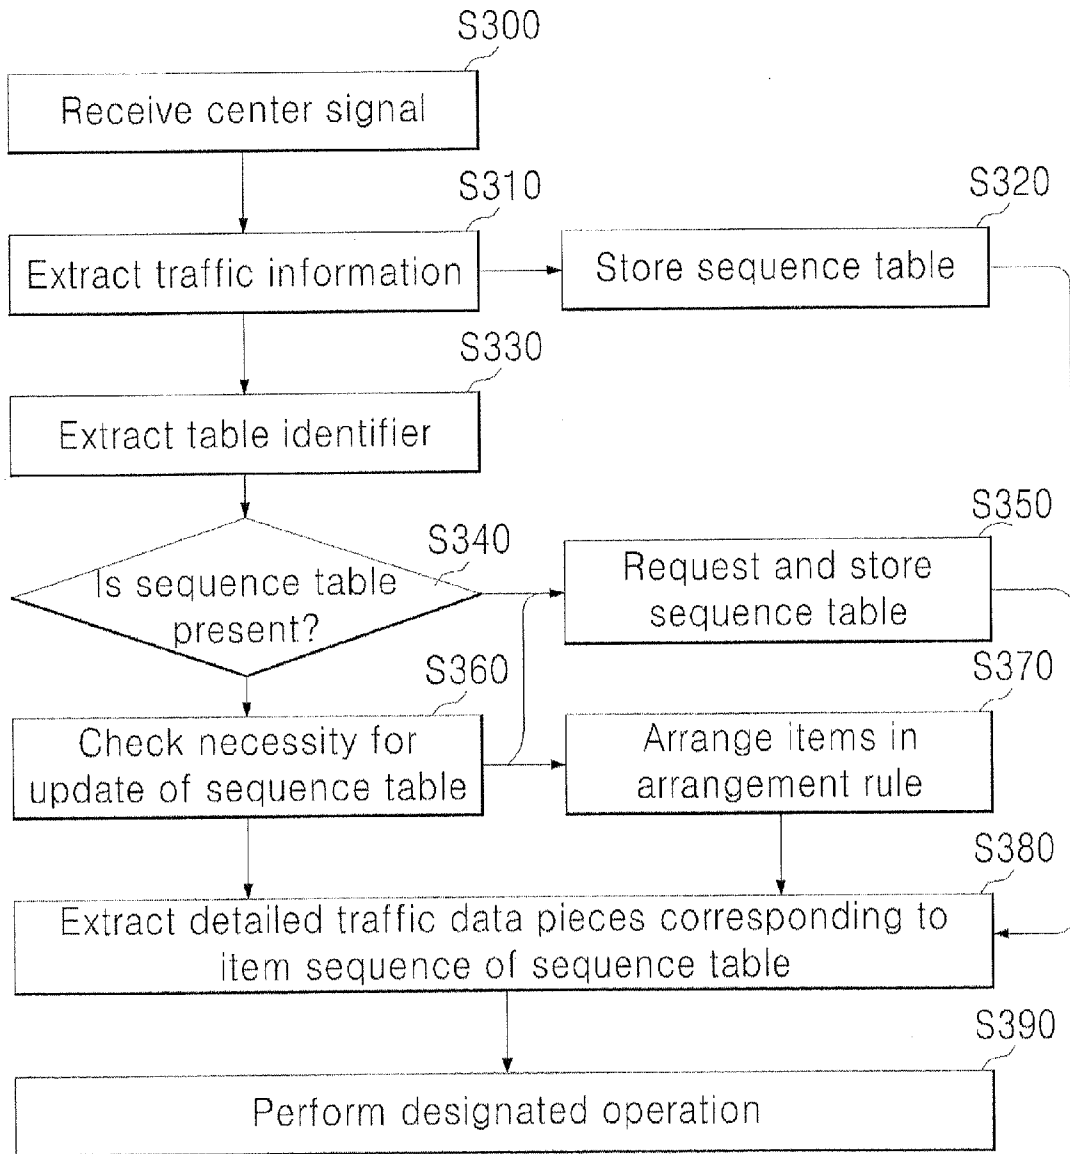 S300
Receive center signal
S310
Extract traffic information
S320
Store sequence table
S330
Extract table identifier
S340
Is sequence table
present?
S350
Request and store
sequence table
S360
Check necessity for
update of sequence table
S370
Arrange items in
arrangement rule
S380
Extract detailed traffic data pieces corresponding to
item sequence of sequence table
S390
Perform designated operation